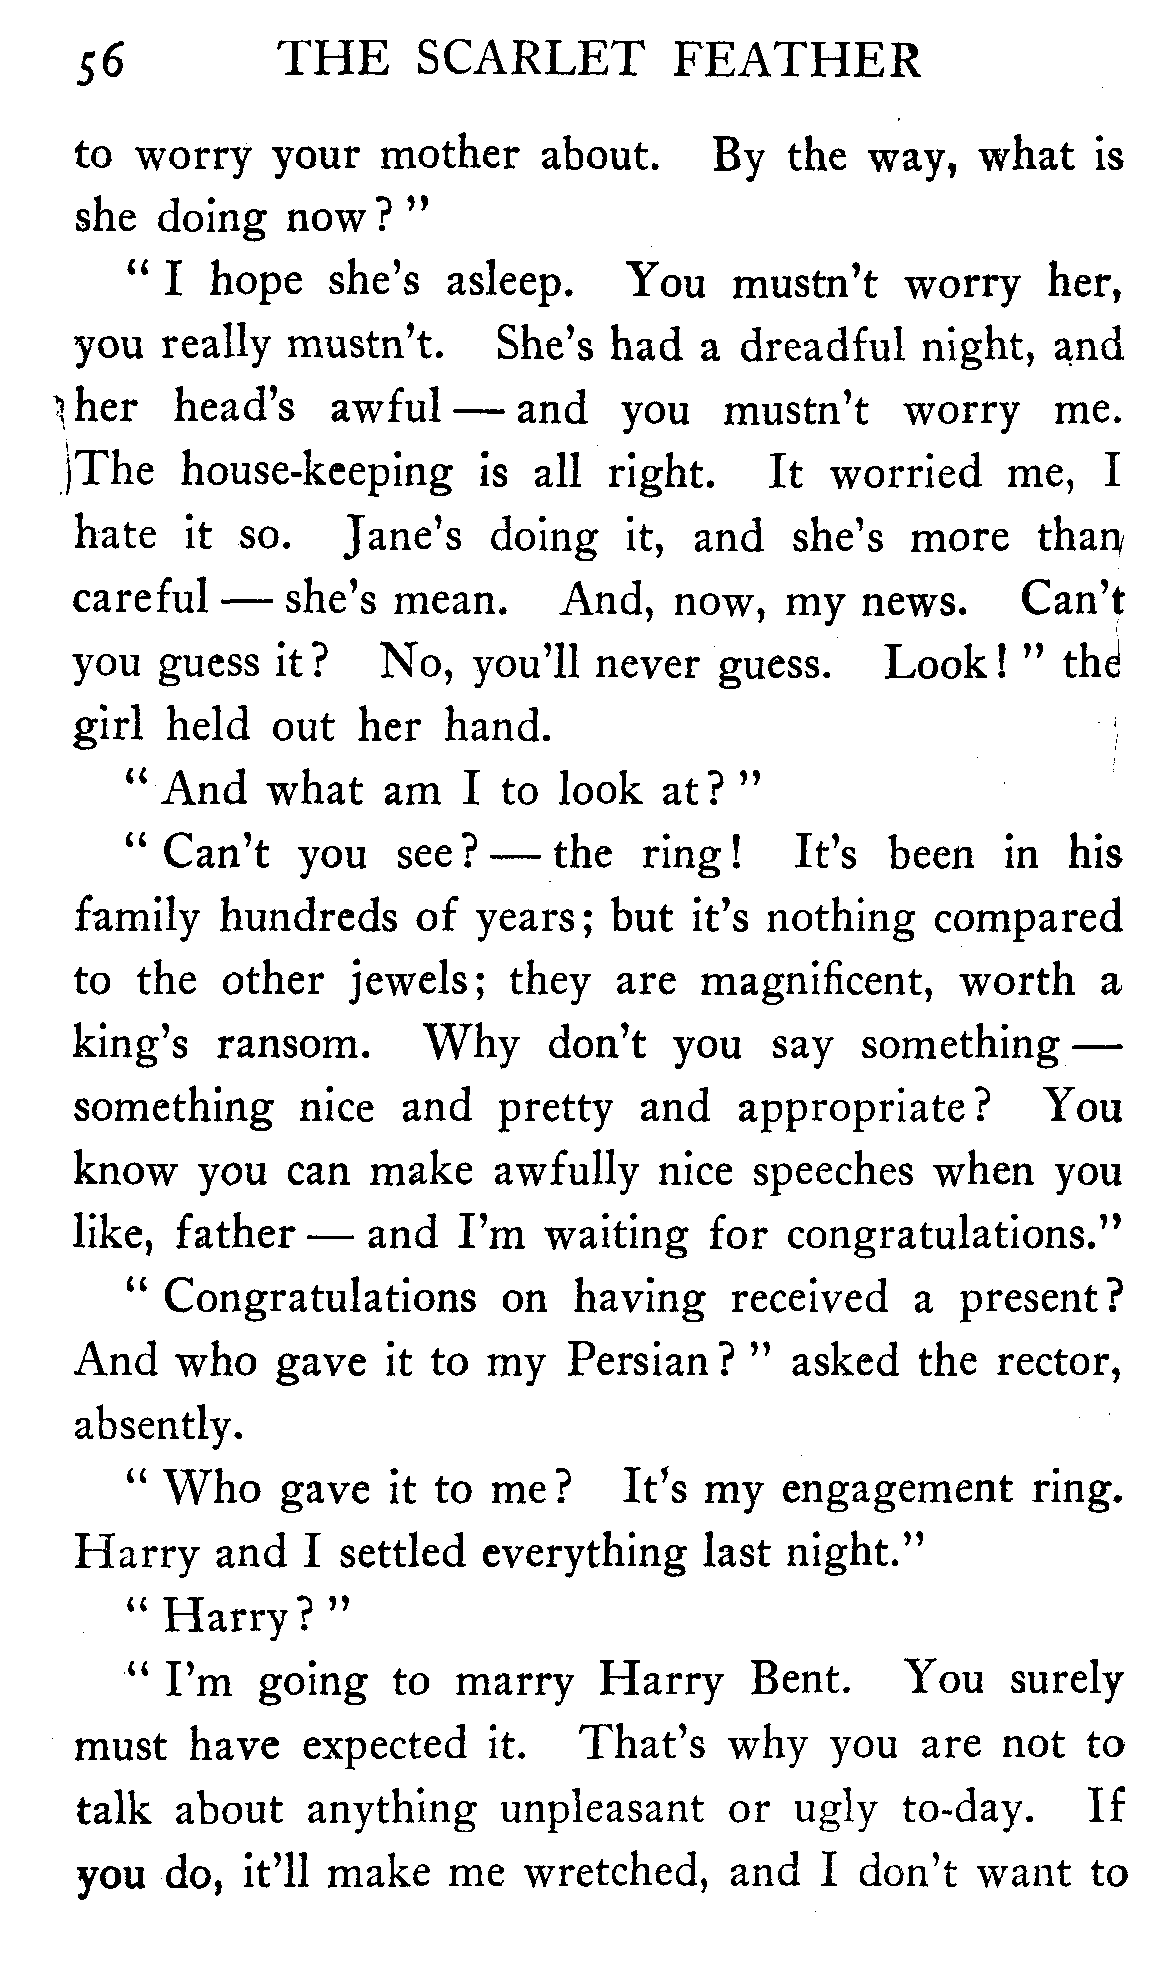 56 THE SCARLET FEATHER
to worry your mother about. By the way, what is
she doing now?"
"I hope she's asleep. You mustn't worry her,
you really mustn't. She's had a dreadful night, and
her head's awful — and you mustn't worry me.
The house-keeping is all right. It worried me, I
hate it so. Jane's doing it, and she's more than
careful — she's mean. And, now, my news. Can't
you guess it? No, you'll never guess. Look!" the
girl held out her hand.
"And what am I to look at?"
"Can't you see? — the ring! It's been in his
family hundreds of years; but it's nothing compared
to the other jewels; they are magnificent, worth a
king's ransom. Why don't you say something —
something nice and pretty and appropriate? You
know you can make awfully nice speeches when you
like, father — and I'm waiting for congratulations."
"Congratulations on having received a present?
And who gave it to my Persian?" asked the rector,
absently.
"Who gave it to me? It's my engagement ring.
Harry and I settled everything last night."
"Harry?"
"I'm going to marry Harry Bent. You surely
must have expected it. That's why you are not to
talk about anything unpleasant or ugly to-day. If
you do, it'll make me wretched, and I don't want to